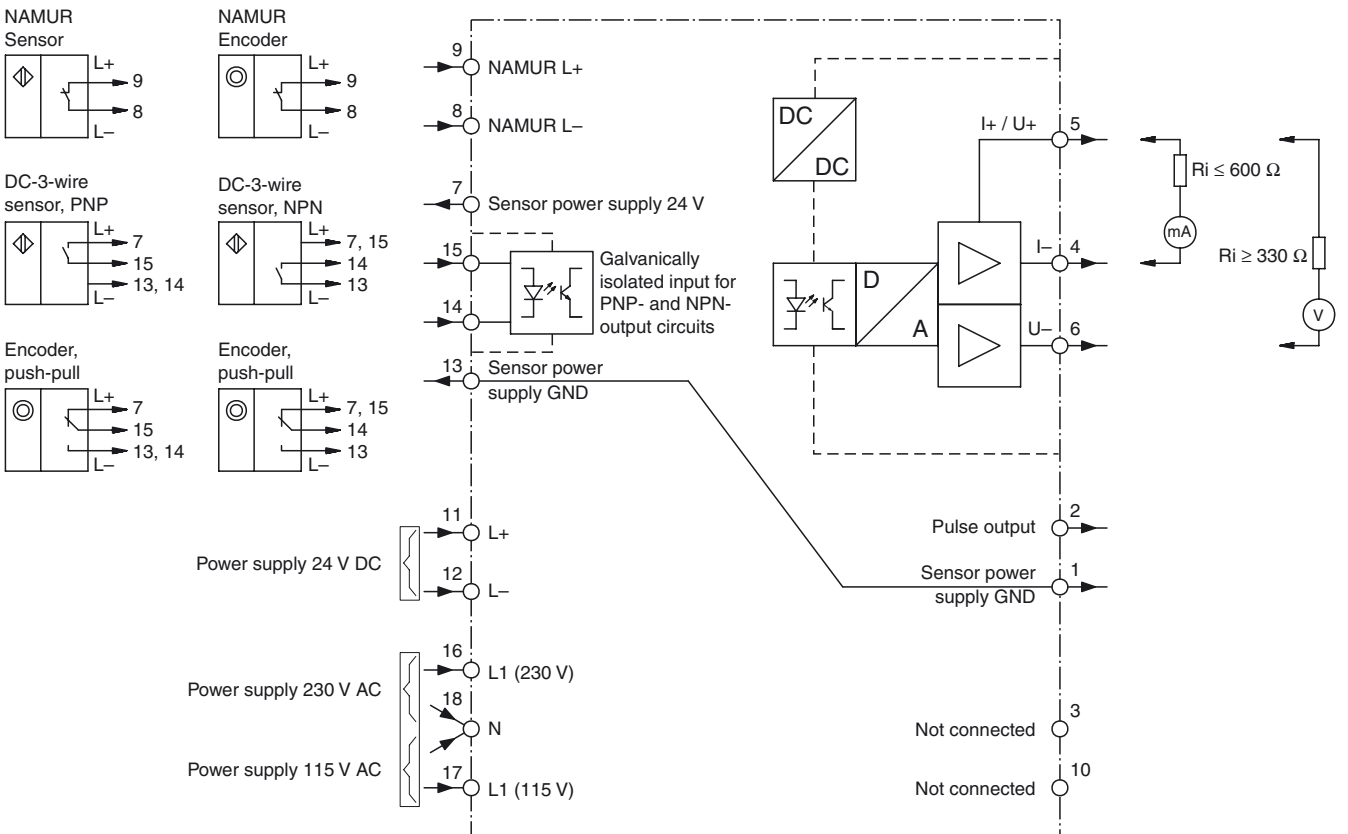 NAMUR
Sensor
L+
9
8
L–
NAMUR
Encoder
L+
9
8
L–
DC-3-wire
sensor, PNP
L+
7
15
13, 14
L–
DC-3-wire
sensor, NPN
L+
7, 15
14
13
L–
Encoder,
push-pull
L+
7
15
13, 14
L–
Encoder,
push-pull
L+
7, 15
14
13
L–
9
NAMUR L+
8
NAMUR L–
7
Sensor power supply 24 V
15
14
Galvanically
isolated input for
PNP- and NPN-
output circuits
13
Sensor power
supply GND
Power supply 24 V DC
11
L+
12
L–
Power supply 230 V AC
16
L1 (230 V)
18
N
Power supply 115 V AC
17
L1 (115 V)
DC
DC
D
A
I+ / U+
5
I–
4
U–
6
Ri ≤ 600 Ω
mA
Ri ≥ 330 Ω
V
Pulse output
2
Sensor power
supply GND
1
Not connected
3
Not connected
10